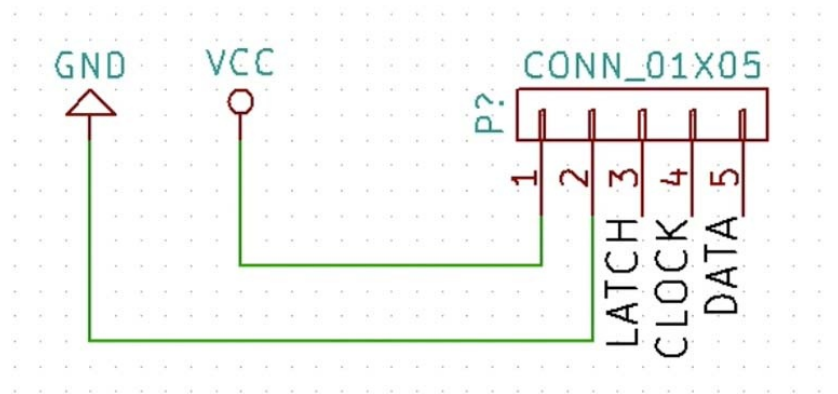 GND
VCC
CONN_01X05
P?
1
2
3
4
5
LATCH
CLOCK
DATA